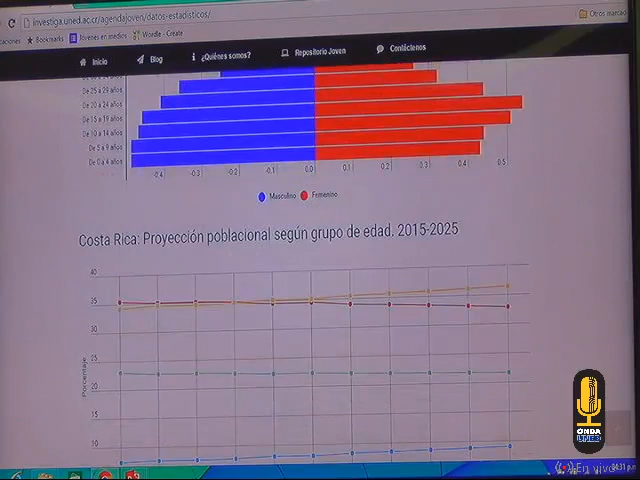 investiga.uned.ac.cr/agendajoven/datos-estadisticos/
Otros marcado
Bookmarks
Jóvenes en medios
Wordle - Create
Inicio
Blog
¿Quiénes somos?
Repositorio Joven
Contáctenos
De 25 a 29 años
De 20 a 24 años
De 15 a 19 años
De 10 a 14 años
De 5 a 9 años
De 0 a 4 años
-0.4 -0.3 -0.2 -0.1 0.0 0.1 0.2 0.3 0.4 0.5
Masculino Femenino
Costa Rica: Proyección poblacional según grupo de edad. 2015-2025
40
35
30
25
20
15
10
Porcentaje
ONDA
UNED
En vivo
04:31 p.m.